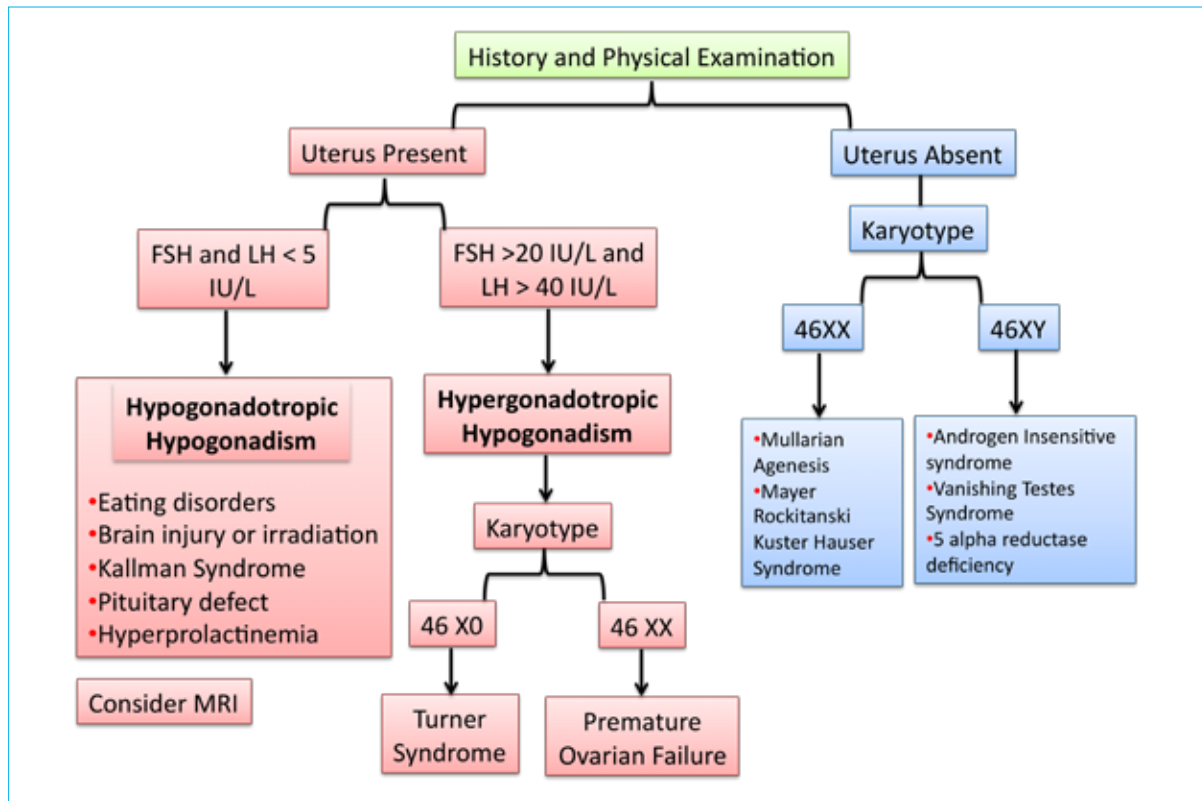 History and Physical Examination
Uterus Present
Uterus Absent
FSH and LH < 5
IU/L
FSH >20 IU/L and
LH > 40 IU/L
Hypogonadotropic
Hypogonadism
•Eating disorders
•Brain injury or irradiation
•Kallman Syndrome
•Pituitary defect
•Hyperprolactinemia
Consider MRI
Hypergonadotropic
Hypogonadism
Karyotype
46 X0
46 XX
Turner
Syndrome
Premature
Ovarian Failure
Karyotype
46XX
46XY
•Mullarian
Agenesis
•Mayer
Rockitanski
Kuster Hauser
Syndrome
•Androgen Insensitive
syndrome
•Vanishing Testes
Syndrome
•5 alpha reductase
deficiency